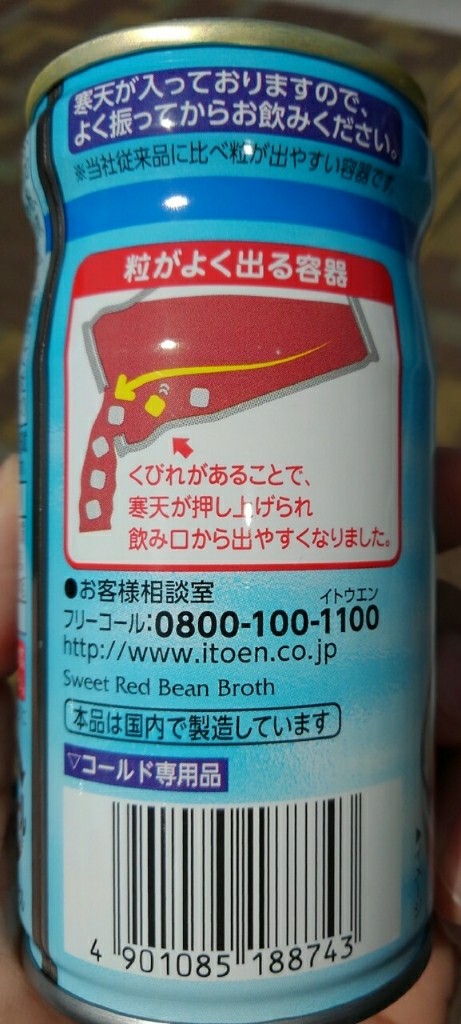 寒天が入っておりますので、
よく振ってからお飲みください。
※当社従来品に比べ粒が出やすい容器です
粒がよく出る容器
くびれがあることで、
寒天が押し上げられ
飲み口から出やすくなりました。
●お客様相談室
イトウエン
フリーコール:0800-100-1100
http://www.itoen.co.jp
Sweet Red Bean Broth
本品は国内で製造しています
▽コールド専用品
4 901085 188743